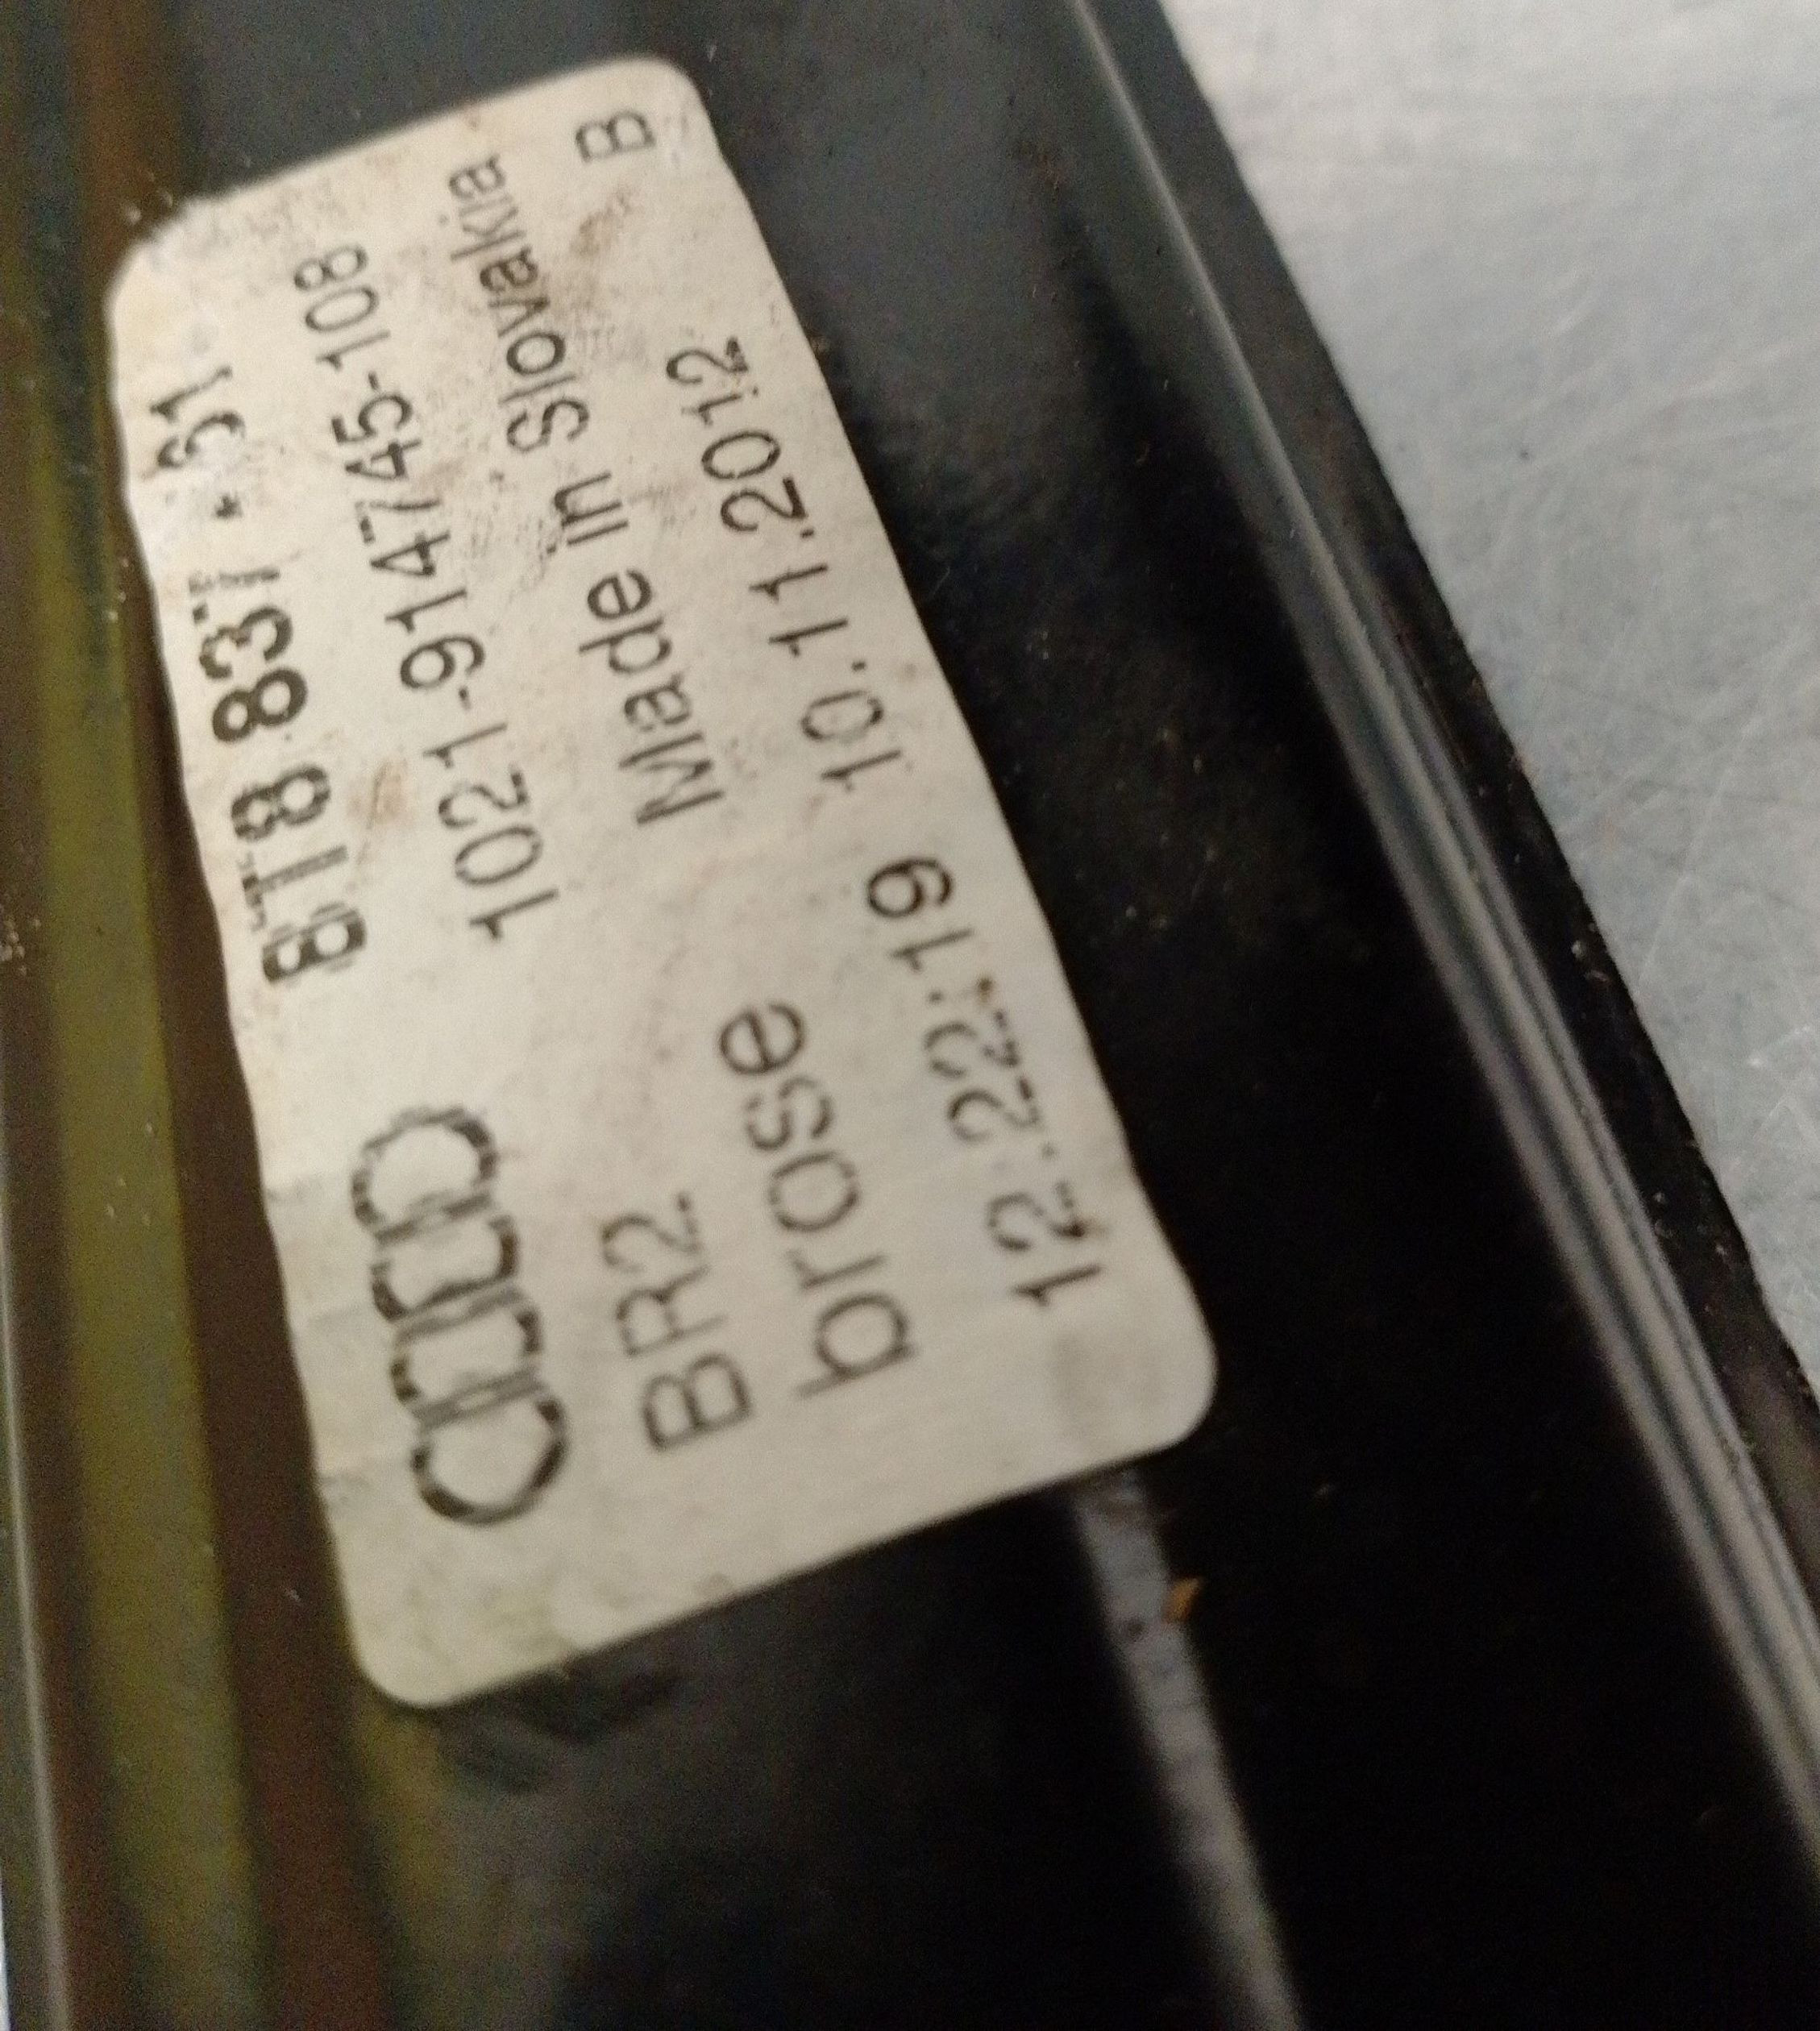 8T8 837
BR2 1021-914745-108
brose Made in Slovakia
12:22:19 10.11.2012 B